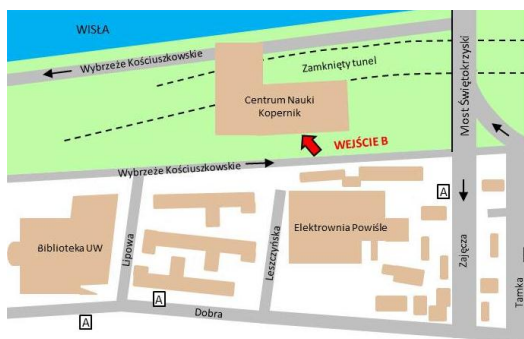 WISŁA
Wybrzeże Kościuszkowskie
Zamknięty tunel
Most Świętokrzyski
Centrum Nauki
Kopernik
WEJŚCIE B
Wybrzeże Kościuszkowskie
A
Biblioteka UW
Lipowa
Leszczyńska
Elektrownia Powiśle
Zajęcza
Tamka
A
Dobra
A